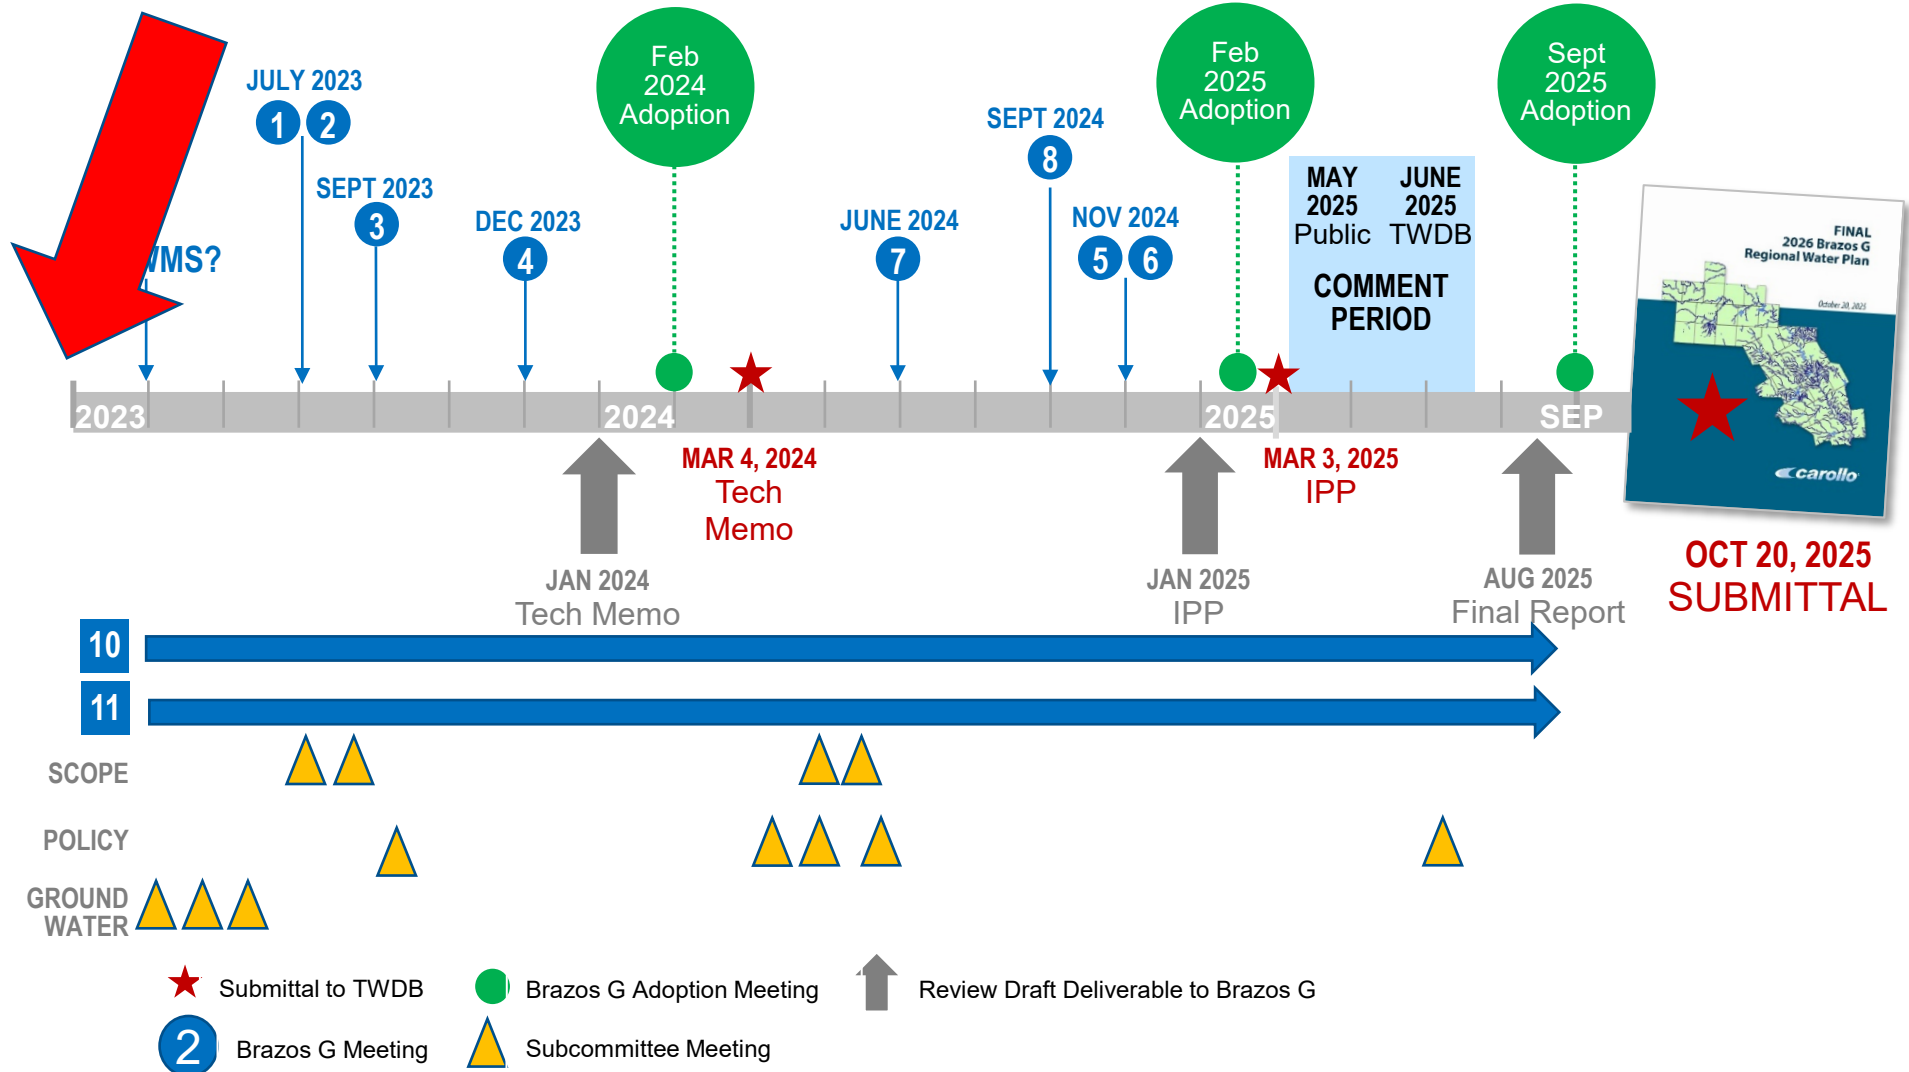 JULY 2023
1 2
SEPT 2023
3
DEC 2023
4
Feb
2024
Adoption
JUNE 2024
7
SEPT 2024
8
NOV 2024
5 6
Feb
2025
Adoption
MAY
2025
Public
JUNE
2025
TWDB
COMMENT
PERIOD
Sept
2025
Adoption
WMS?
FINAL
2026 Brazos G
Regional Water Plan
October 20, 2025
carollo
2023
2024
2025
SEP
MAR 4, 2024
Tech
Memo
MAR 3, 2025
IPP
OCT 20, 2025
SUBMITTAL
JAN 2024
Tech Memo
JAN 2025
IPP
AUG 2025
Final Report
10
11
SCOPE
POLICY
GROUND
WATER
Submittal to TWDB
Brazos G Adoption Meeting
Review Draft Deliverable to Brazos G
2 Brazos G Meeting
Subcommittee Meeting